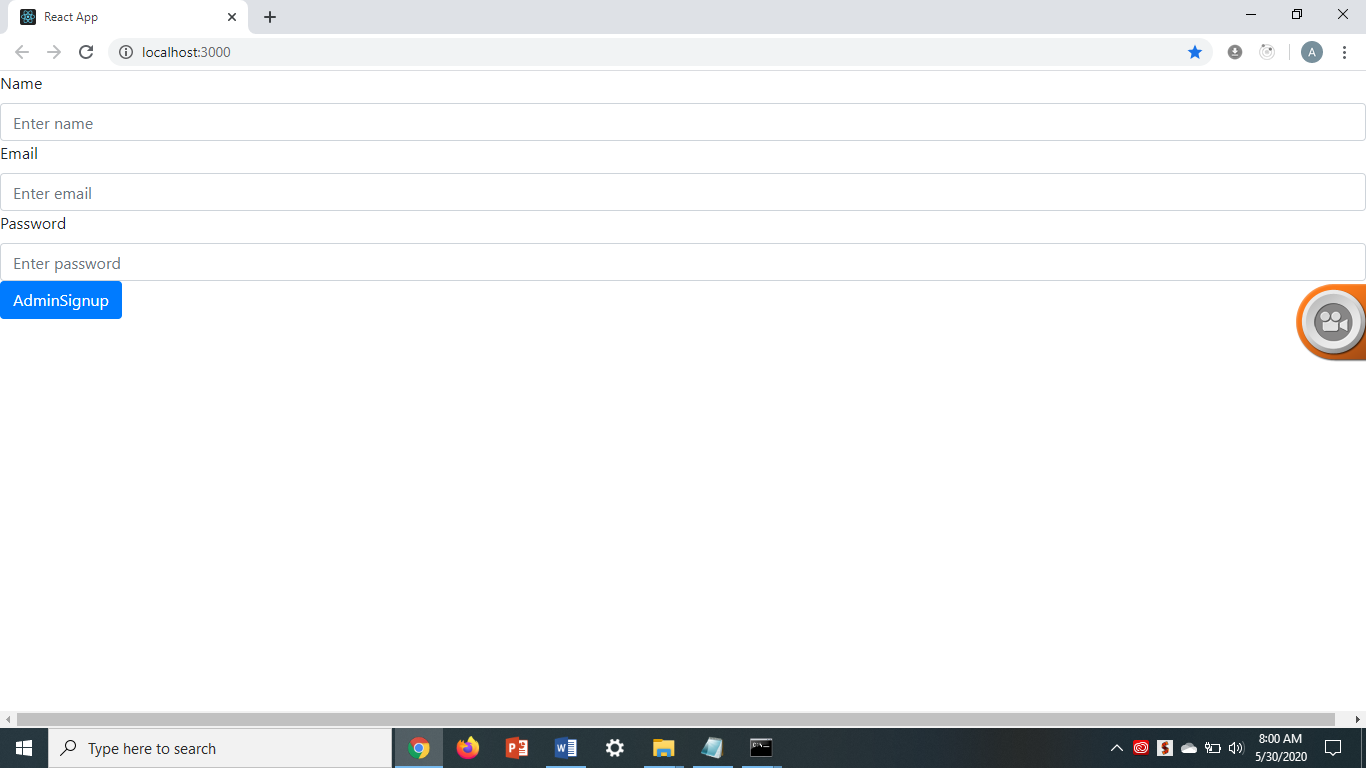 React App
localhost:3000
A
Name
Enter name
Email
Enter email
Password
Enter password
AdminSignup
Type here to search
8:00 AM
5/30/2020